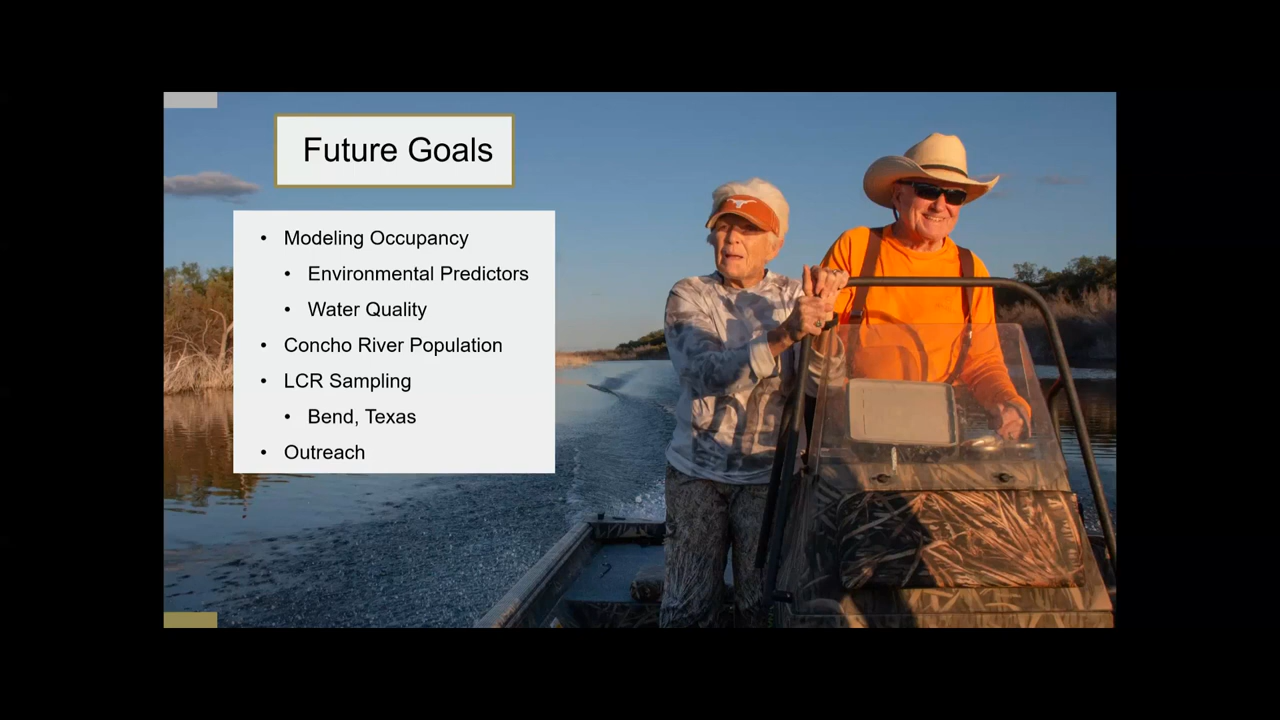 Future Goals
• Modeling Occupancy
• Environmental Predictors
• Water Quality
• Concho River Population
• LCR Sampling
• Bend, Texas
• Outreach